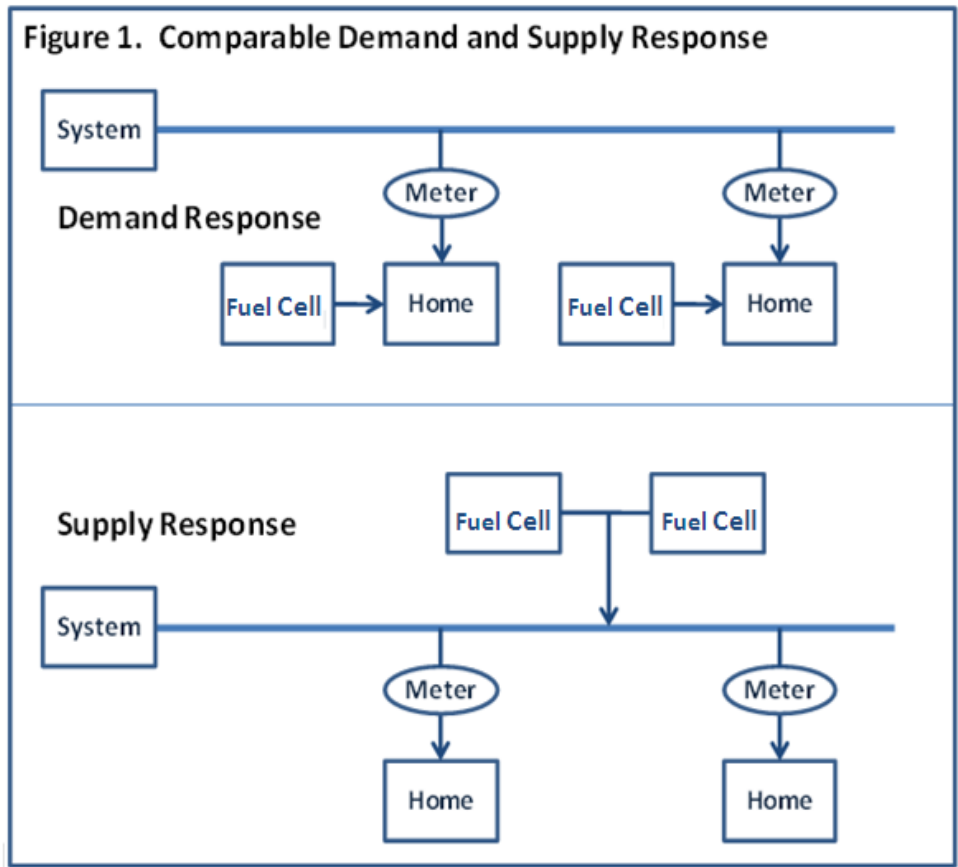 Figure 1. Comparable Demand and Supply Response
System
Meter
Meter
Demand Response
Fuel Cell
Home
Fuel Cell
Home
Fuel Cell
Fuel Cell
Supply Response
System
Meter
Meter
Home
Home